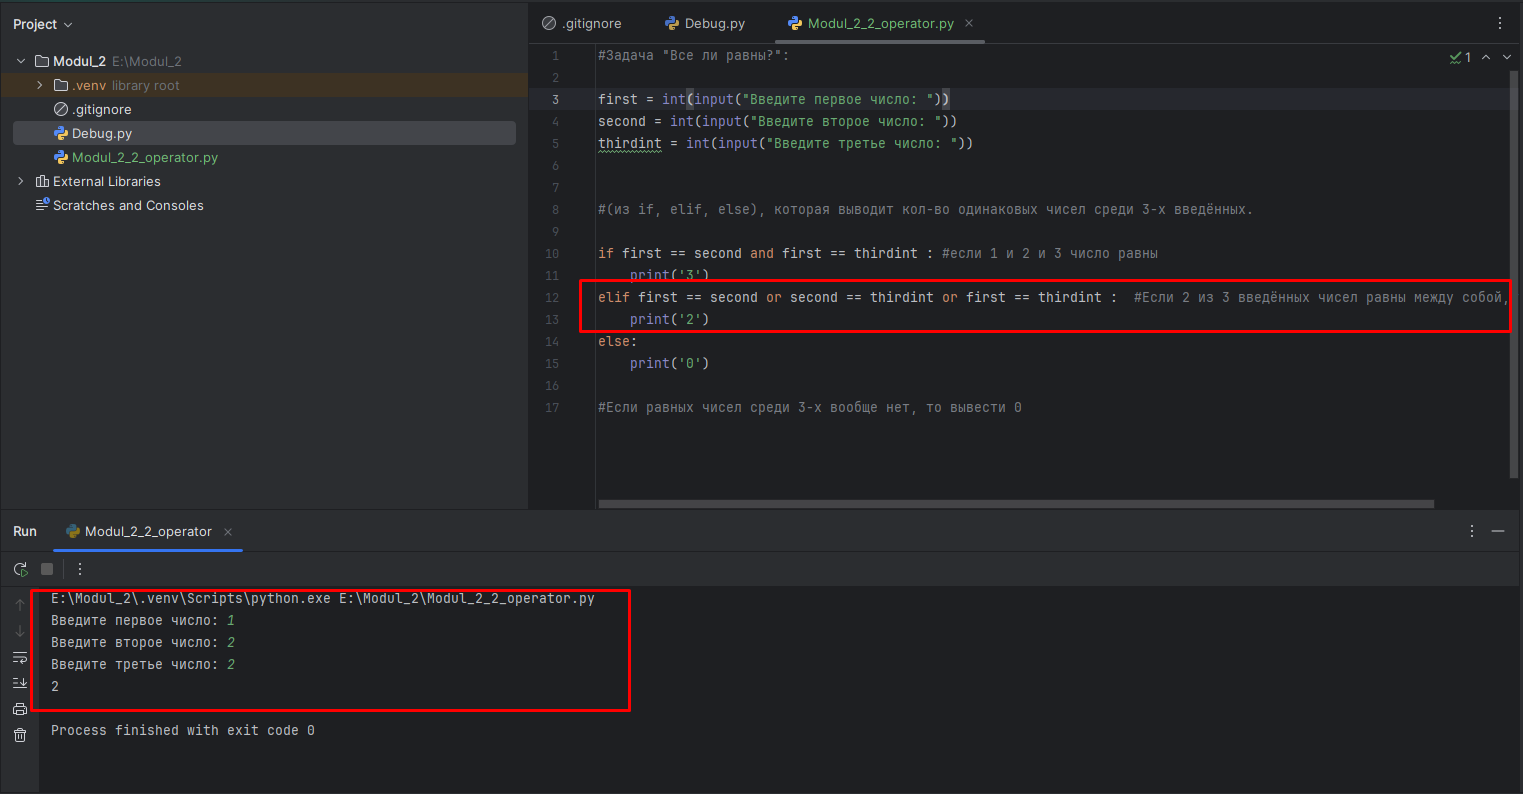 Project
Modul_2 E:\Modul_2
.venv library root
.gitignore
Debug.py
Modul_2_2_operator.py
External Libraries
Scratches and Consoles
.gitignore Debug.py Modul_2_2_operator.py
1
1 #Задача "Все ли равны?":
2
3 first = int(input("Введите первое число: "))
4 second = int(input("Введите второе число: "))
5 thirdint = int(input("Введите третье число: "))
6
7
8 #(из if, elif, else), которая выводит кол-во одинаковых чисел среди 3-х введённых.
9
10 if first == second and first == thirdint : #если 1 и 2 и 3 число равны
11 print('3')
12 elif first == second or second == thirdint or first == thirdint : #Если 2 из 3 введённых чисел равны между собой,
13 print('2')
14 else:
15 print('0')
16
17 #Если равных чисел среди 3-х вообще нет, то вывести 0
Run Modul_2_2_operator
E:\Modul_2\.venv\Scripts\python.exe E:\Modul_2\Modul_2_2_operator.py
Введите первое число: 1
Введите второе число: 2
Введите третье число: 2
2
Process finished with exit code 0